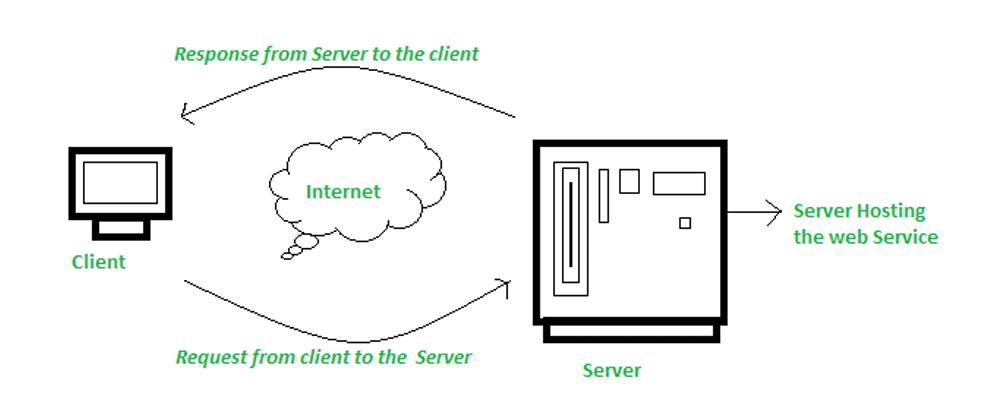 Response from Server to the client
Internet
Server Hosting
the web Service
Client
Request from client to the  Server
Server